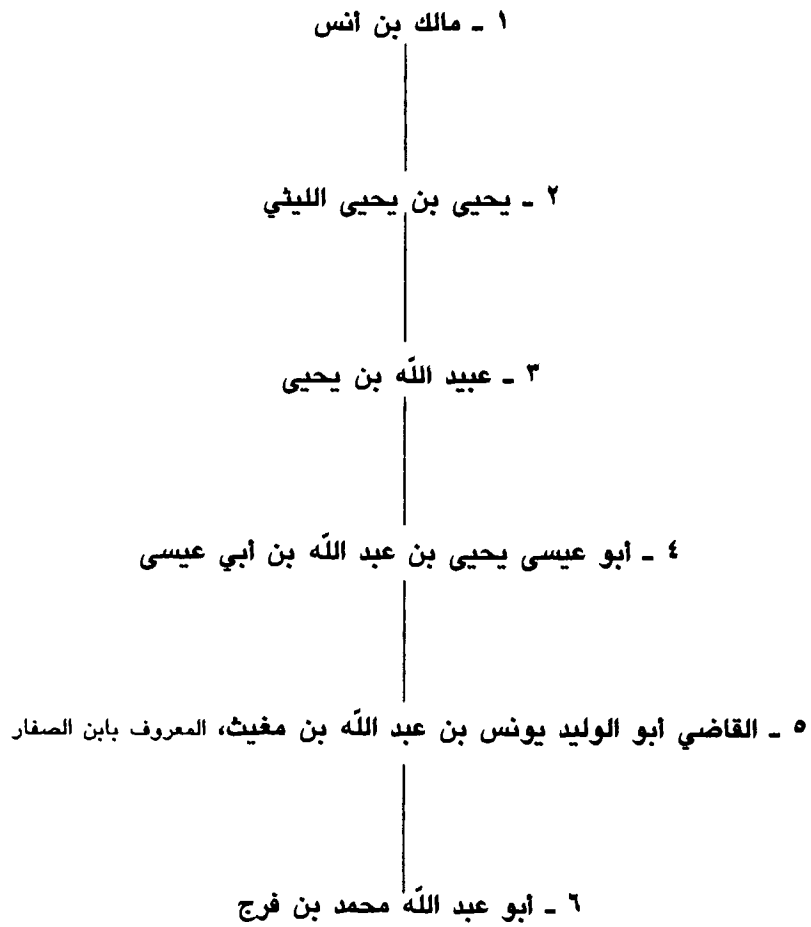 ١ ـ مالك بن أنس
٢ ـ يحيى بن يحيى الليثي
٣ ـ عبيد اللّه بن يحيى
٤ ـ أبو عيسى يحيى بن عبد اللّه بن أبي عيسى
٥ ـ القاضي أبو الوليد يونس بن عبد اللّه بن مغيث، المعروف بابن الصفار
٦ ـ أبو عبد اللّه محمد بن فرج